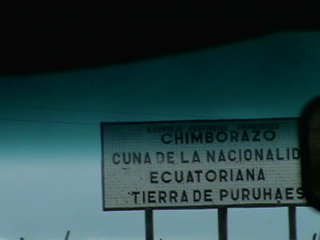 CHIMBORAZO
CUNA DE LA NACIONALID
ECUATORIANA
TIERRA DE PURUHAES